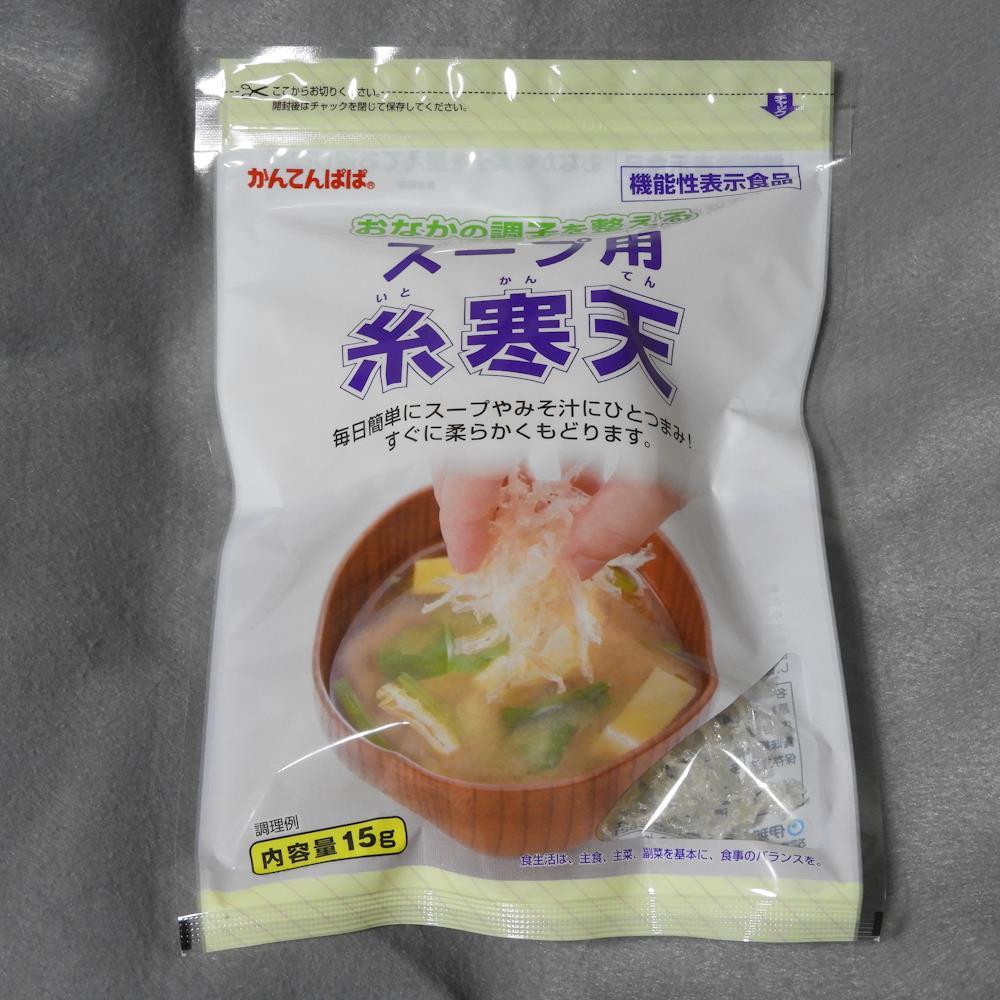 ここからお切りください。
開封後はチャックを閉じて保存してください。
チャック
かんてんぱぱ®
機能性表示食品
おなかの調子を整える
スープ用
いと かん てん
糸寒天
毎日簡単にスープやみそ汁にひとつまみ!
すぐに柔らかくもどります。
調理例
内容量15g
食生活は、主食、主菜、副菜を基本に、食事のバランスを。